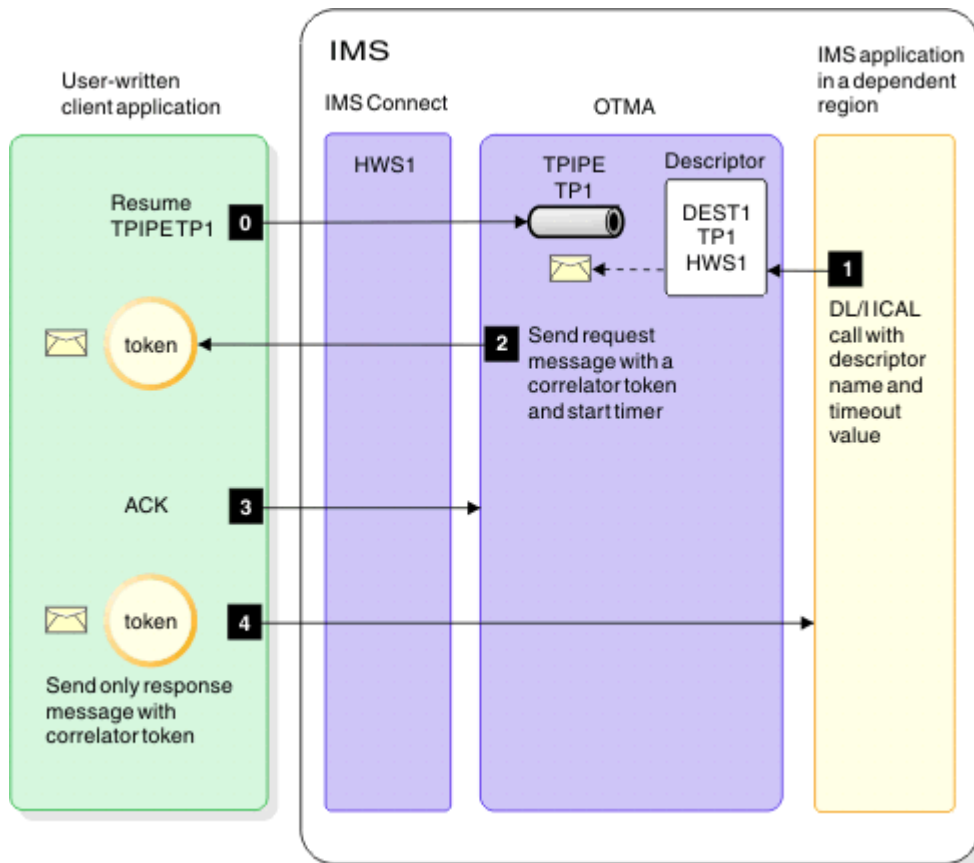 IMS
User-written
client application
IMS Connect
OTMA
IMS application
in a dependent
region
HWS1
TPIPE
TP1
Descriptor
DEST1
TP1
HWS1
Resume
TPIPE TP1
0
1
DL/I ICAL
call with
descriptor
name and
timeout
value
token
2
Send request
message with a
correlator token
and start timer
ACK
3
token
4
Send only response
message with
correlator token